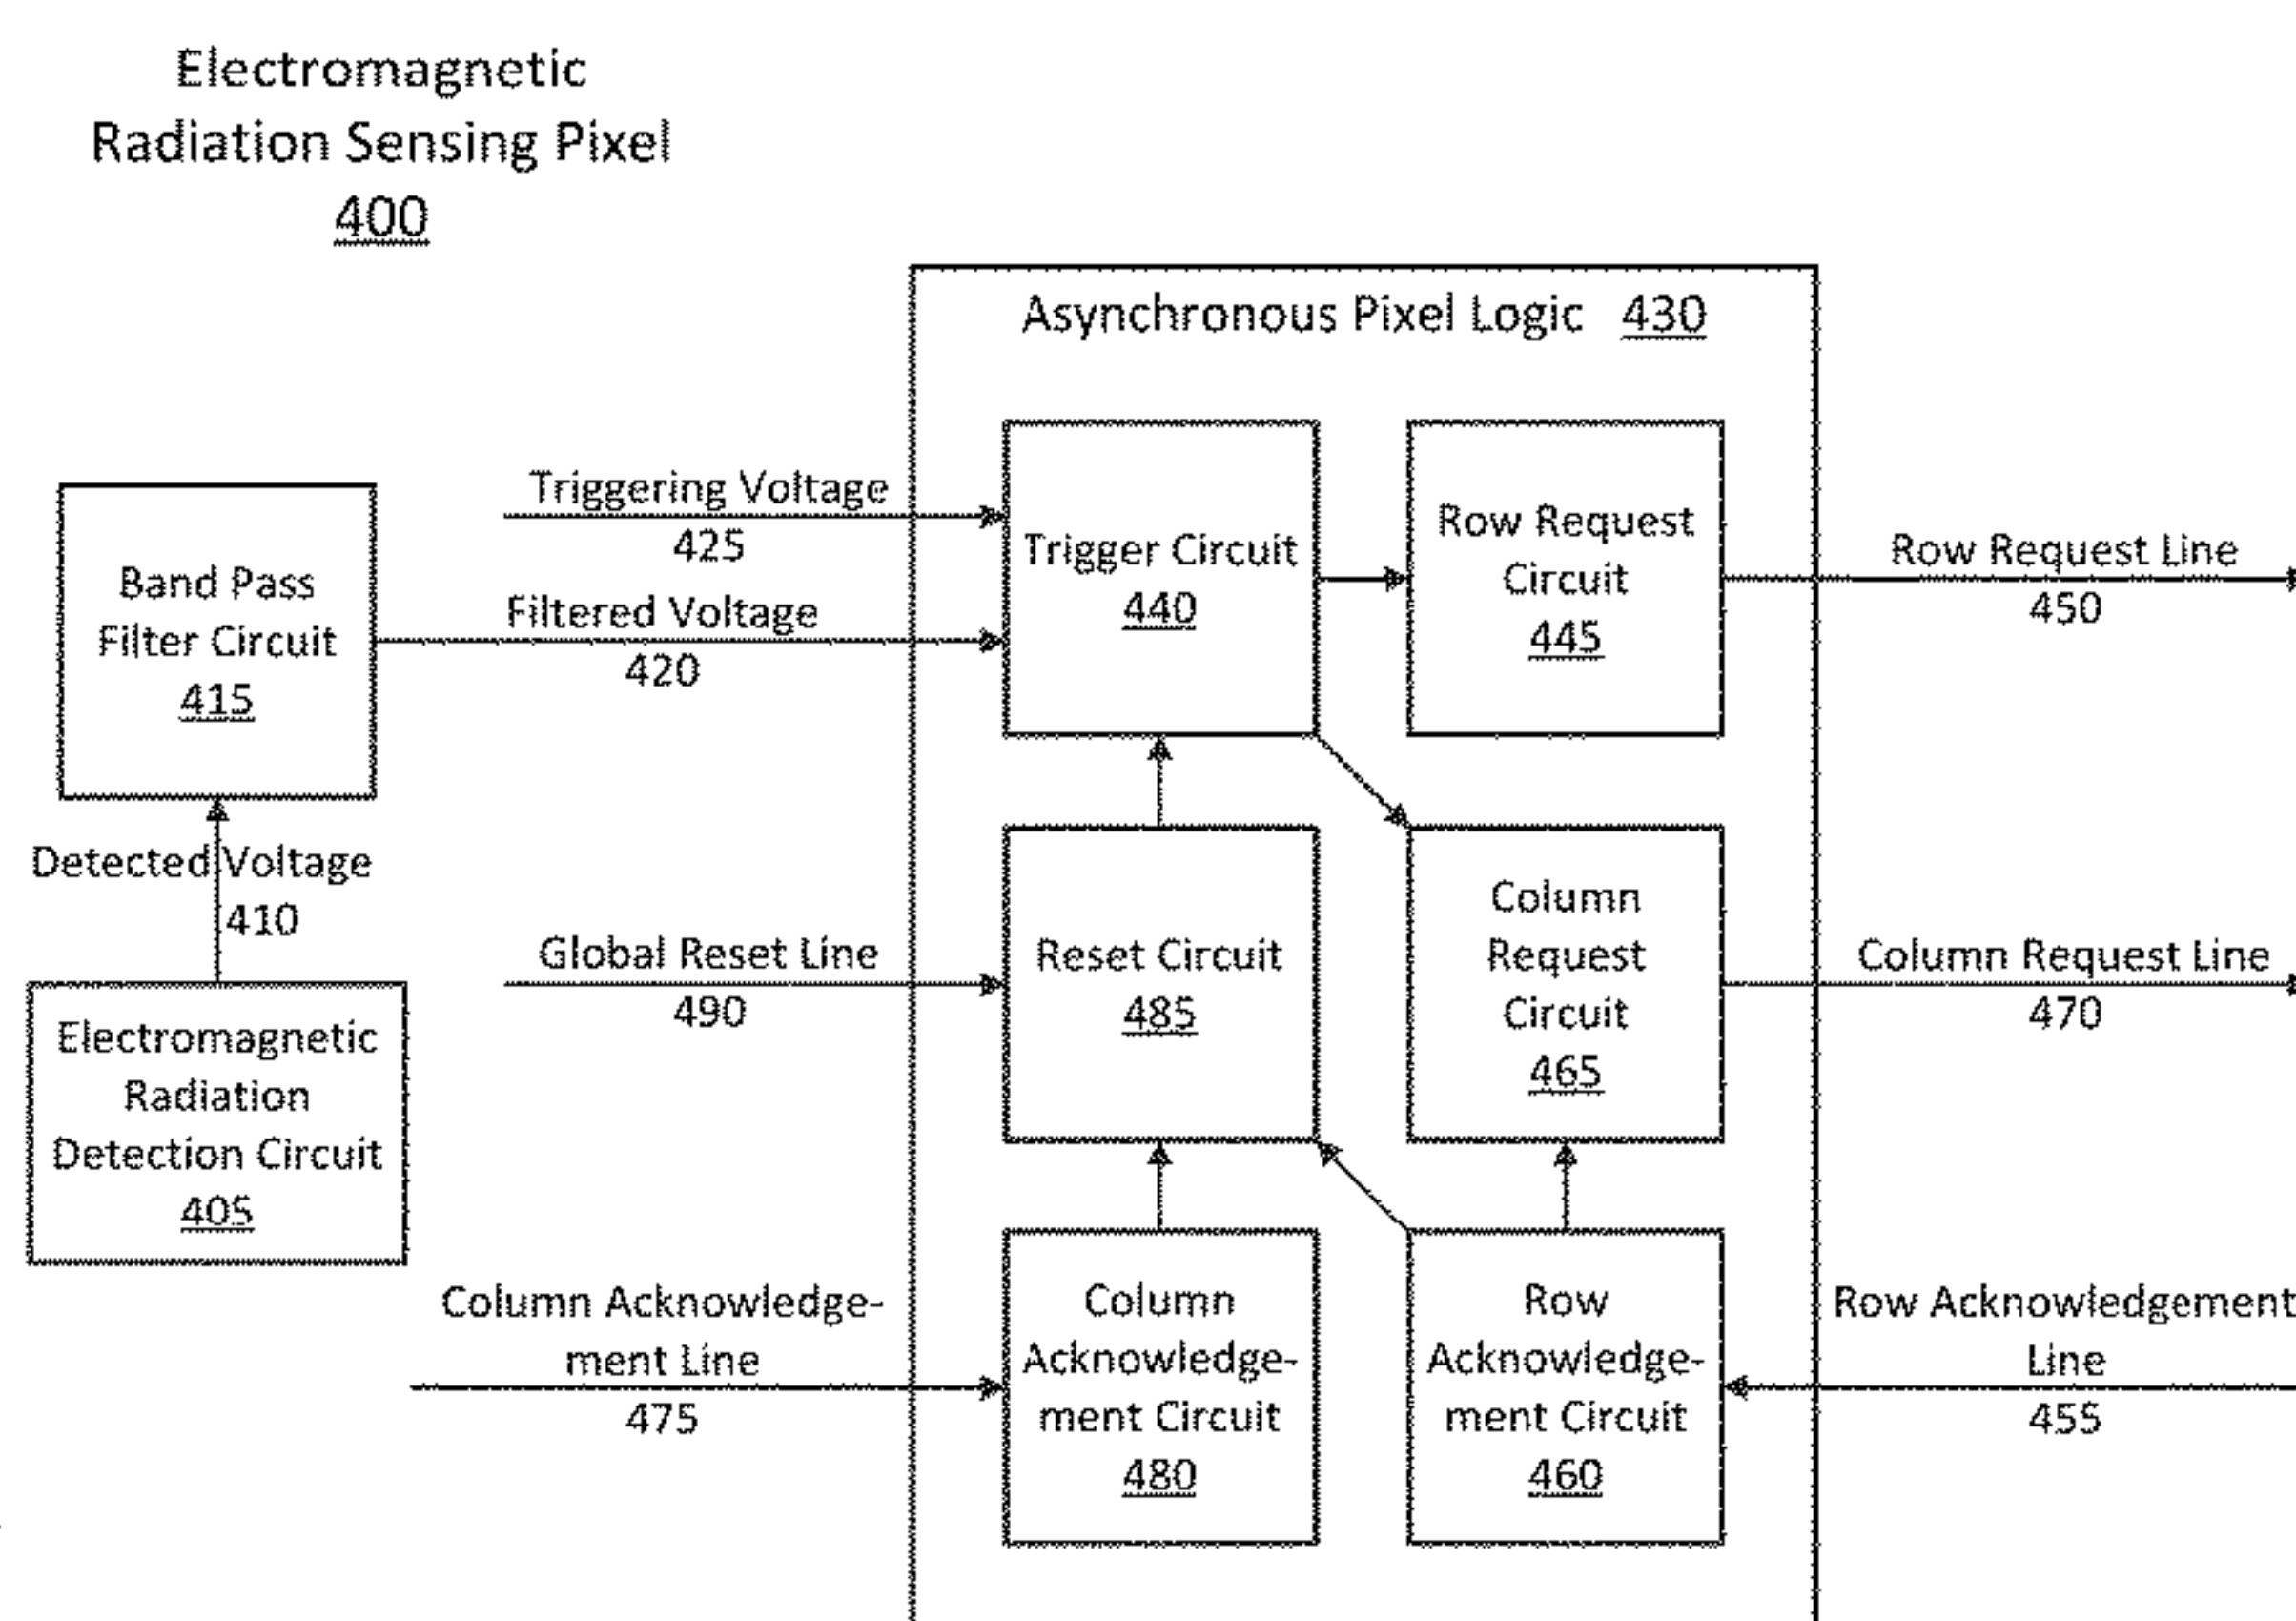 Electromagnetic
Radiation Sensing Pixel
400
Asynchronous Pixel Logic 430
Triggering Voltage
425
Filtered Voltage
420
Band Pass
Filter Circuit
415
Trigger Circuit
440
Row Request
Circuit
445
Row Request Line
450
Detected Voltage
410
Electromagnetic
Radiation
Detection Circuit
405
Global Reset Line
490
Reset Circuit
485
Column
Request
Circuit
465
Column Request Line
470
Column Acknowledge-
ment Line
475
Column
Acknowledge-
ment Circuit
480
Row
Acknowledge-
ment Circuit
460
Row Acknowledgement
Line
455